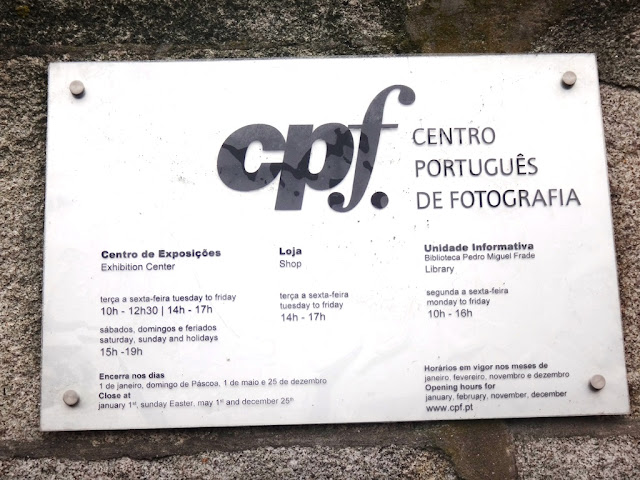 cpf.
CENTRO
PORTUGUÊS
DE FOTOGRAFIA
Centro de Exposições
Exhibition Center
terça a sexta-feira tuesday to friday
10h - 12h30 | 14h - 17h
sábados, domingos e feriados
saturday, sunday and holidays
15h -19h
Loja
Shop
terça a sexta-feira
tuesday to friday
14h - 17h
Unidade Informativa
Biblioteca Pedro Miguel Frade
Library
segunda a sexta-feira
monday to friday
10h - 16h
Encerra nos dias
1 de janeiro, domingo de Páscoa, 1 de maio e 25 de dezembro
Close at
january 1st, sunday Easter, may 1st and december 25th
Horários em vigor nos meses de
janeiro, fevereiro, novembro e dezembro
Opening hours for
january, february, november, december
www.cpf.pt